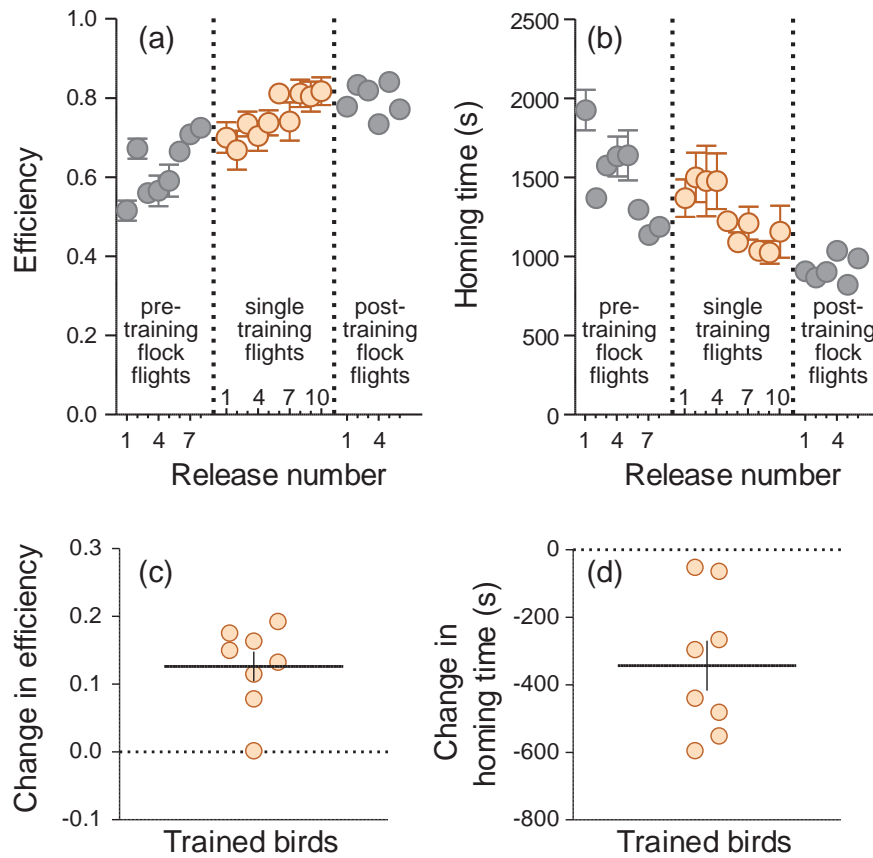 (a)
Efficiency
1.0
0.8
0.6
0.4
0.2
0.0
pre-
training
flock
flights
single
training
flights
post-
training
flock
flights
1 4 7 10
1 4 7
1 4
Release number
(b)
Homing time (s)
2500
2000
1500
1000
500
0
pre-
training
flock
flights
single
training
flights
post-
training
flock
flights
1 4 7 10
1 4 7
1 4
Release number
(c)
Change in efficiency
0.3
0.2
0.1
0.0
-0.1
Trained birds
(d)
Change in
homing time (s)
0
-200
-400
-600
-800
Trained birds